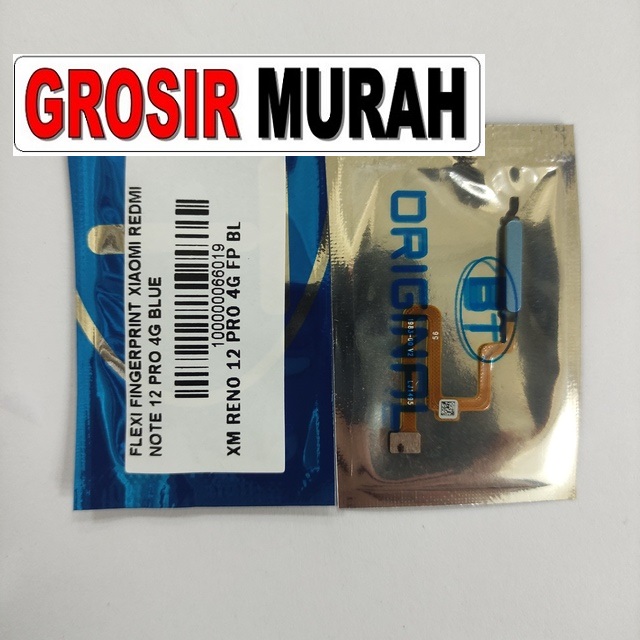 GROSIR MURAH
FLEXI FINGERPRINT XIAOMI REDMI
NOTE 12 PRO 4G BLUE
100000066019
XM RENO 12 PRO 4G FP BL
ORIGINAL
BT
56